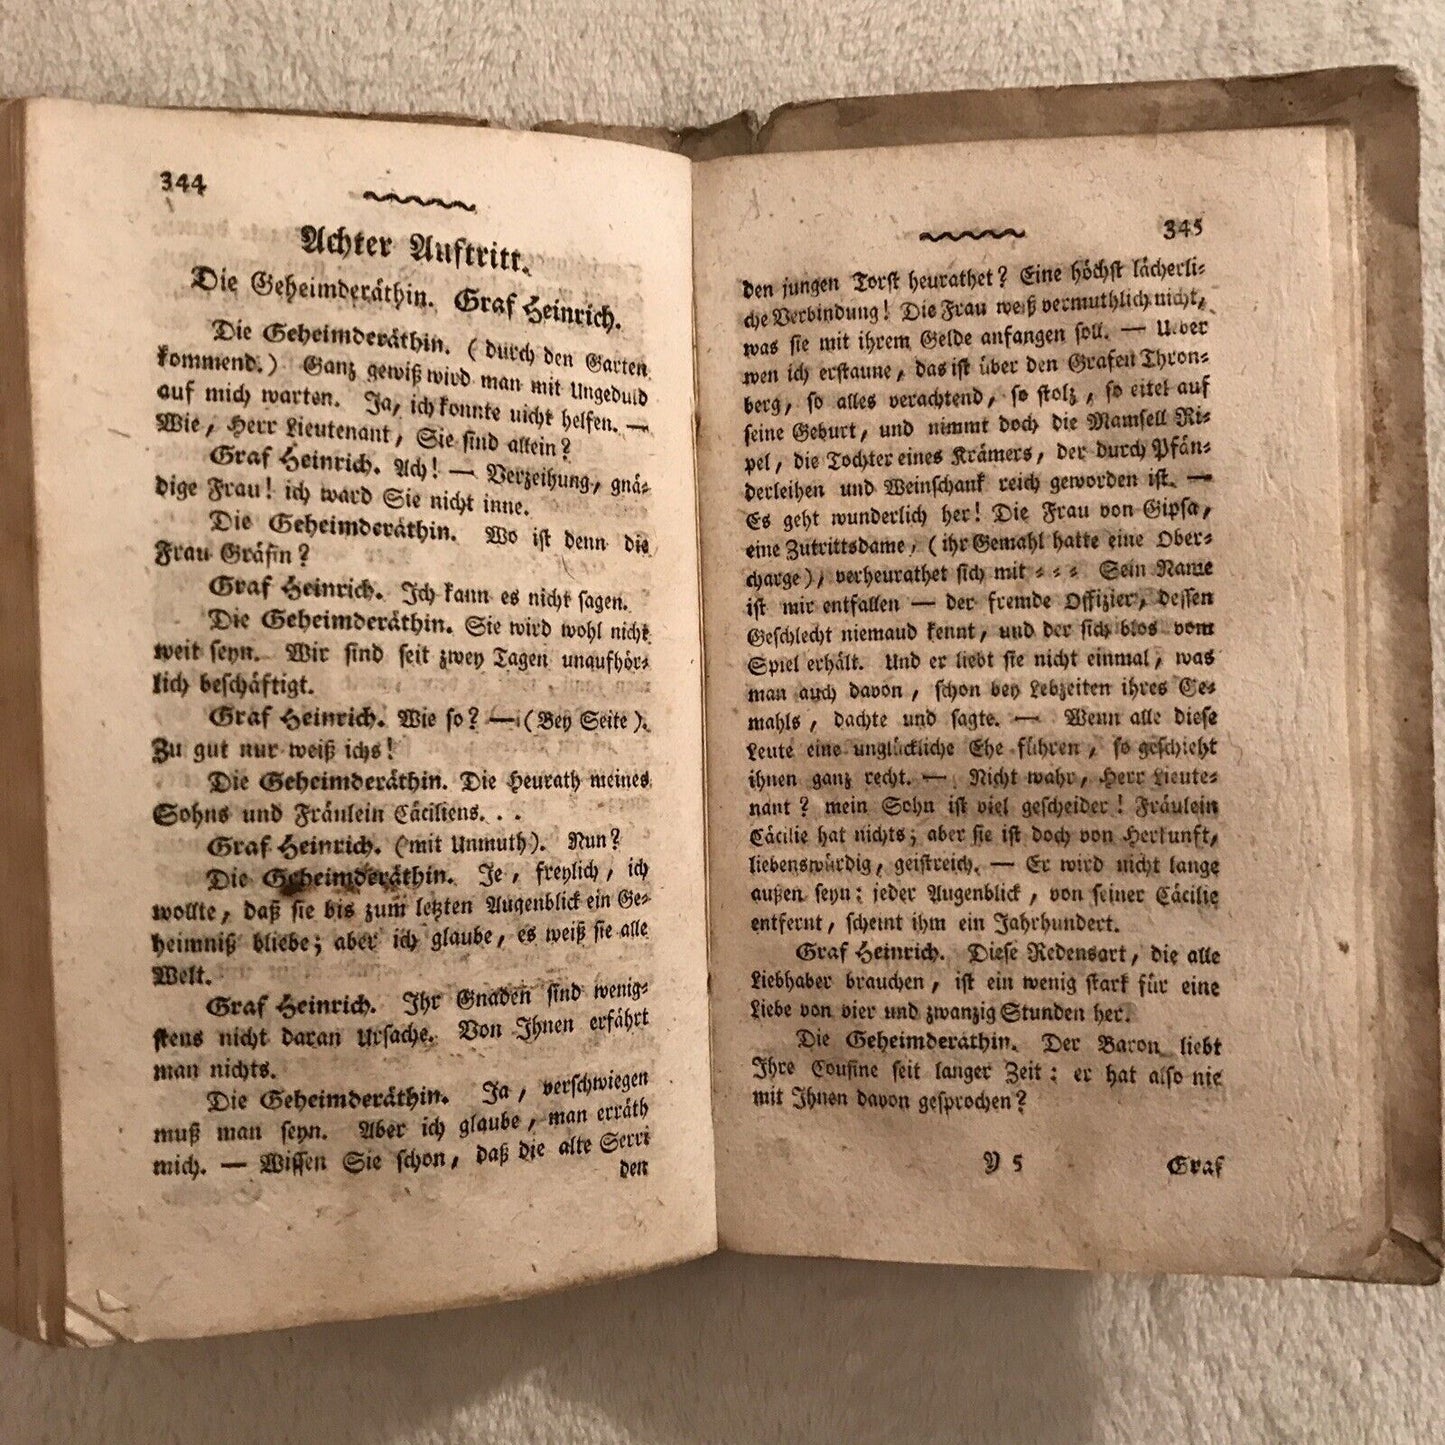 344
Achter Auftritt.
Die Geheimderäthin. Graf Heinrich.
Die Geheimderäthin. (durch den Garten
kommend.) Ganz gewiß wird man mit Ungeduld
auf mich warten. Ja, ich konnte nicht helfen. —
Wie, Herr Lieutenant, Sie sind allein?
Graf Heinrich. Ach! — Verzeihung, gnä-
dige Frau! ich ward Sie nicht inne.
Die Geheimderäthin. Wo ist denn die
Frau Gräfin?
Graf Heinrich. Ich kann es nicht sagen.
Die Geheimderäthin. Sie wird wohl nicht
weit seyn. Wir sind seit zwey Tagen unaufhör-
lich beschäftigt.
Graf Heinrich. Wie so? — (Bey Seite).
Zu gut nur weiß ichs!
Die Geheimderäthin. Die Heurath meines
Sohns und Fräulein Cäciliens. . .
Graf Heinrich. (mit Unmuth). Nun?
Die Geheimderäthin. Je, freylich, ich
wollte, daß sie bis zum letzten Augenblick ein Ge-
heimniß bliebe; aber ich glaube, es weiß sie alle
Welt.
Graf Heinrich. Ihr Gnaden sind wenig-
stens nicht daran Ursache. Von Ihnen erfährt
man nichts.
Die Geheimderäthin. Ja, verschwiegen
muß man seyn. Aber ich glaube, man erräth
mich. — Wissen Sie schon, daß die alte Serri
den
345
den jungen Torst heurathet? Eine höchst lächerli-
che Verbindung! Die Frau weiß vermuthlich nicht,
was sie mit ihrem Gelde anfangen soll. — Ueber
wen ich erstaune, das ist über den Grafen Thron-
berg, so alles verachtend, so stolz, so eitel auf
seine Geburt, und nimmt doch die Mamsell Ri-
pel, die Tochter eines Krämers, der durch Pfän-
derleihen und Weinschank reich geworden ist. —
Es geht wunderlich her! Die Frau von Gipsa,
eine Zutrittsdame, (ihr Gemahl hatte eine Ober-
charge), verheurathet sich mit - - - Sein Name
ist mir entfallen — der fremde Offizier, dessen
Geschlecht niemaud kennt, und der sich blos vom
Spiel erhält. Und er liebt sie nicht einmal, was
man auch davon, schon bey Lebzeiten ihres Ge-
mahls, dachte und sagte. — Wenn alle diese
Leute eine unglückliche Ehe führen, so geschieht
ihnen ganz recht. — Nicht wahr, Herr Lieute-
nant? mein Sohn ist viel gescheider! Fräulein
Cäcilie hat nichts; aber sie ist doch von Herkunft,
liebenswürdig, geistreich. — Er wird nicht lange
außen seyn: jeder Augenblick, von seiner Cäcilie
entfernt, scheint ihm ein Jahrhundert.
Graf Heinrich. Diese Redensart, die alle
Liebhaber brauchen, ist ein wenig stark für eine
Liebe von vier und zwanzig Stunden her.
Die Geheimderäthin. Der Baron liebt
Ihre Cousine seit langer Zeit: er hat also nie
mit Ihnen davon gesprochen?
Y 5 Graf